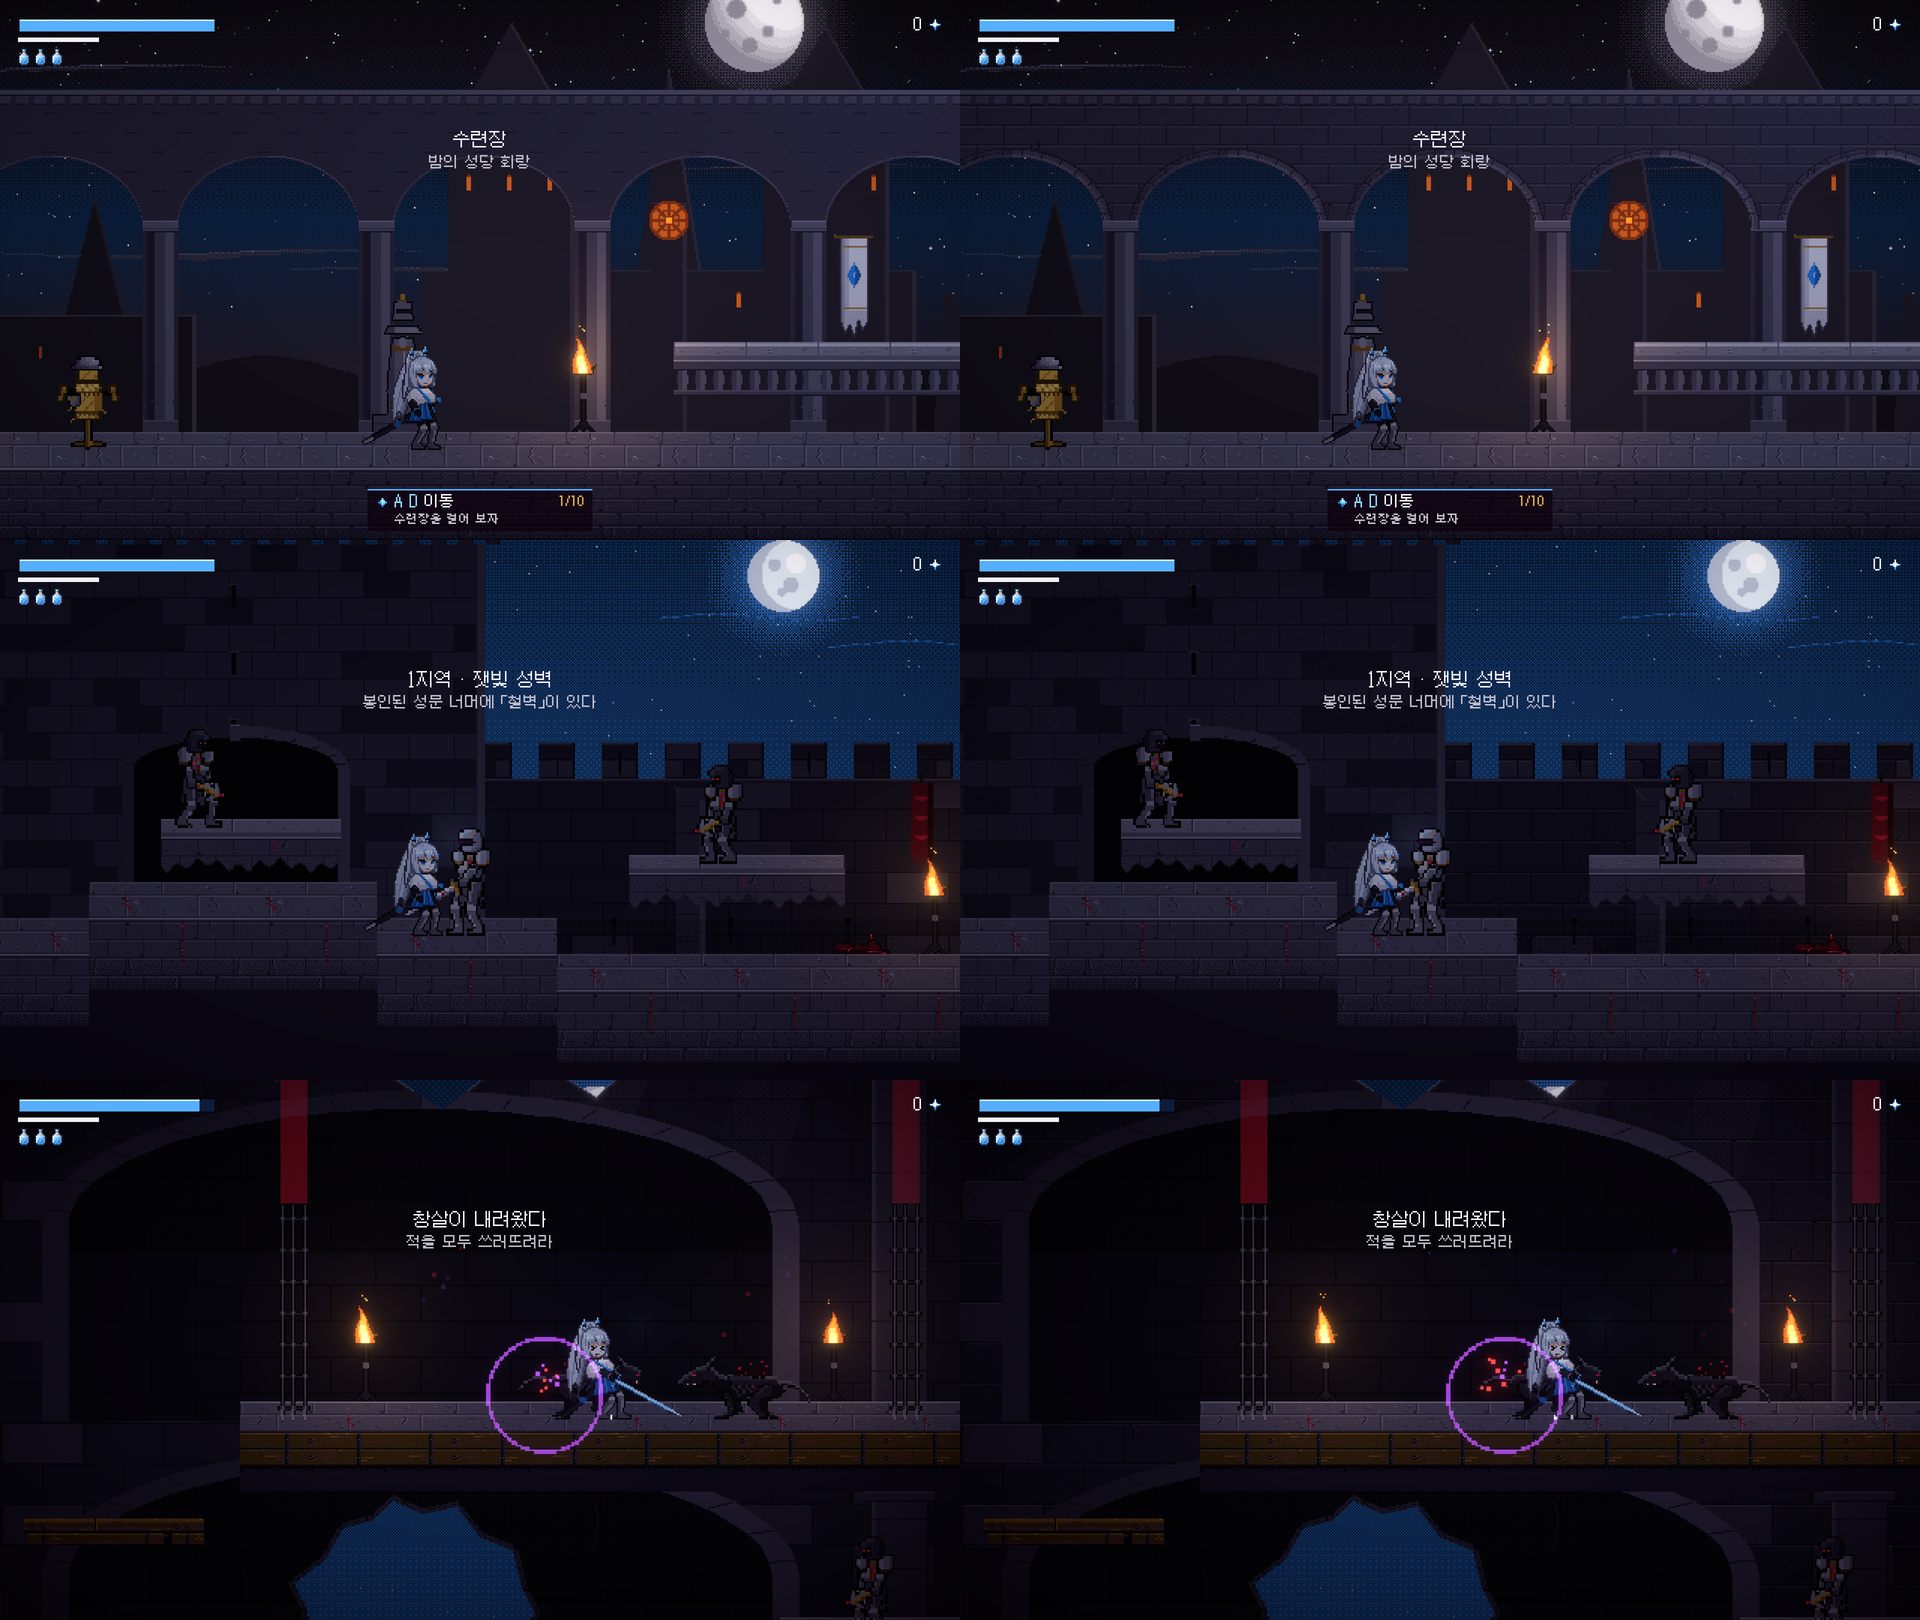 0
0
수련장
밤의 성당 회랑
수련장
밤의 성당 회랑
A D 이동 1/10
수련장을 걸어 보자
A D 이동 1/10
수련장을 걸어 보자
0
0
1지역 · 잿빛 성벽
봉인된 성문 너머에 「철벽」이 있다
1지역 · 잿빛 성벽
봉인된 성문 너머에 「철벽」이 있다
0
0
창살이 내려왔다
적을 모두 쓰러뜨려라
창살이 내려왔다
적을 모두 쓰러뜨려라